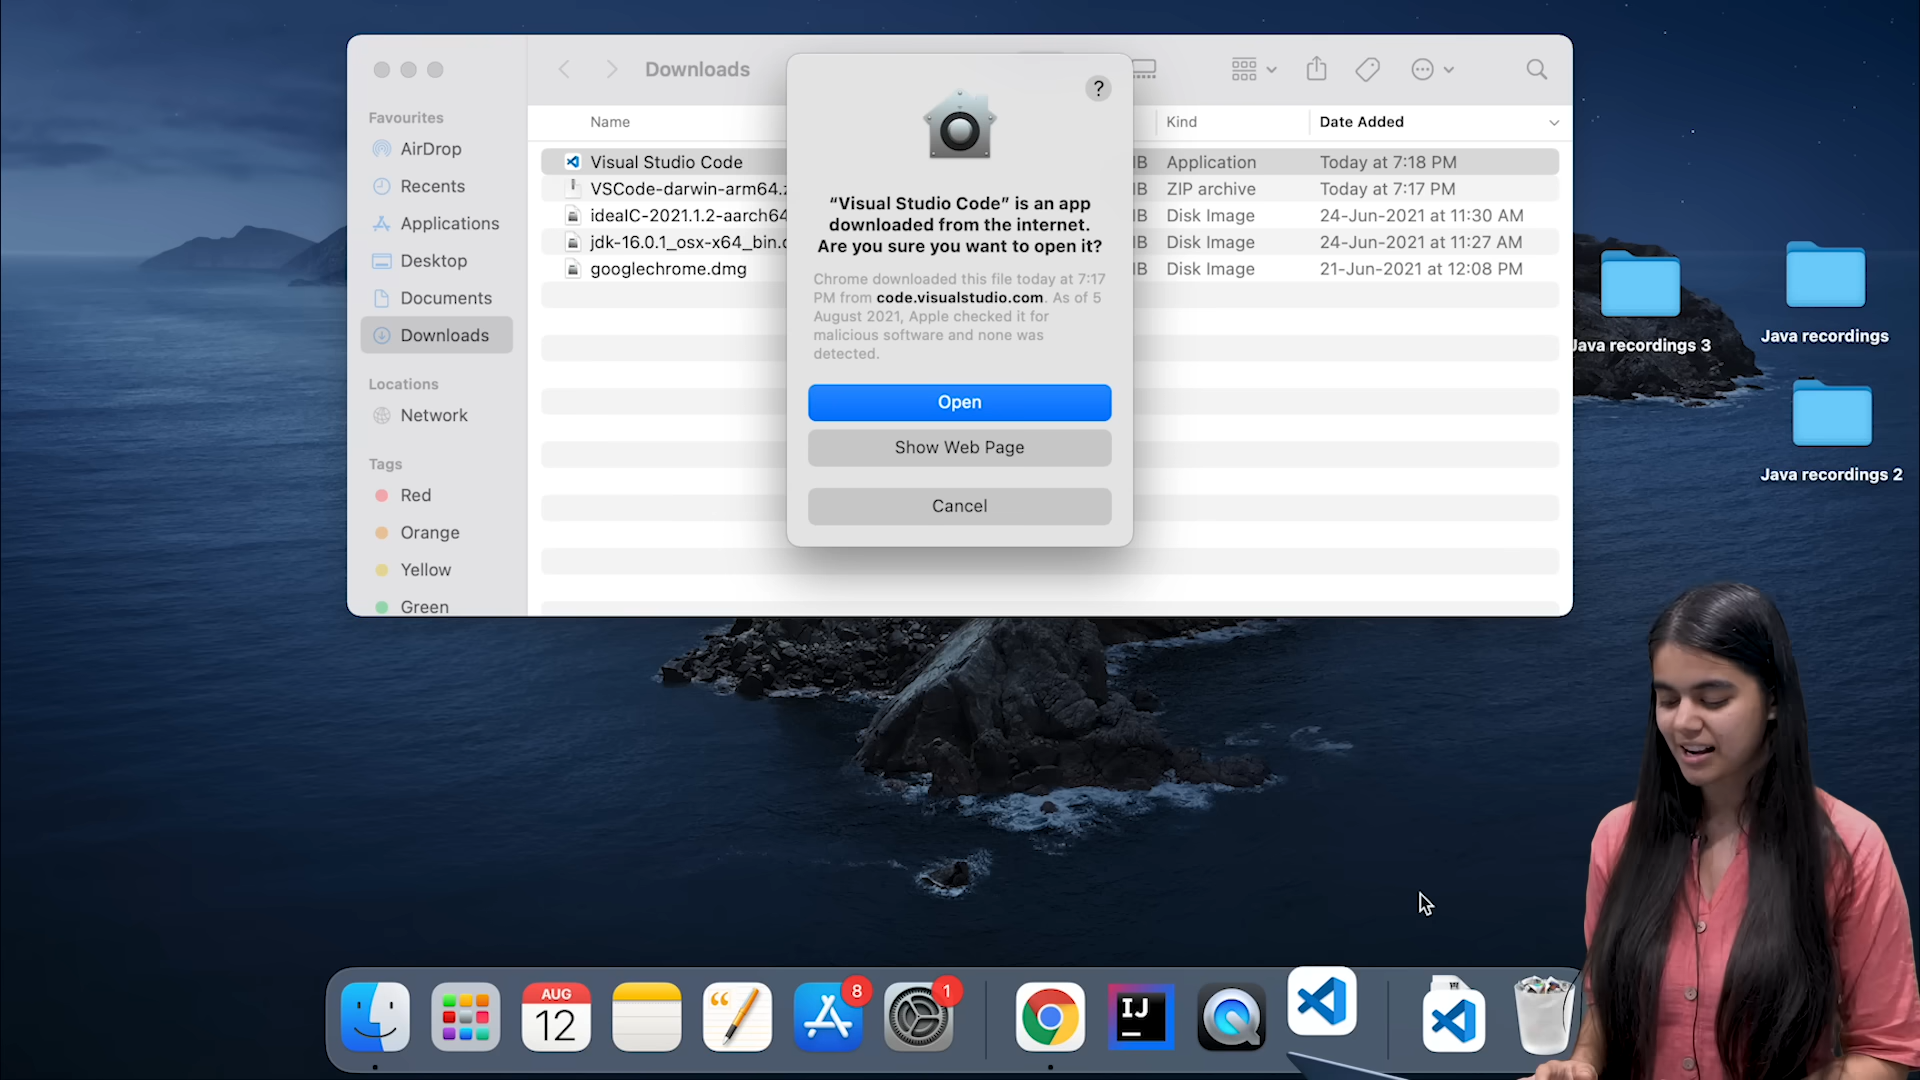 Downloads
Favourites
AirDrop
Recents
Applications
Desktop
Documents
Downloads
Locations
Network
Tags
Red
Orange
Yellow
Green
Name
Kind
Date Added
Visual Studio Code
IB
Application
Today at 7:18 PM
VSCode-darwin-arm64.z
IB
ZIP archive
Today at 7:17 PM
ideaIC-2021.1.2-aarch64
IB
Disk Image
24-Jun-2021 at 11:30 AM
jdk-16.0.1_osx-x64_bin.d
IB
Disk Image
24-Jun-2021 at 11:27 AM
googlechrome.dmg
IB
Disk Image
21-Jun-2021 at 12:08 PM
?
“Visual Studio Code” is an app
downloaded from the internet.
Are you sure you want to open it?
Chrome downloaded this file today at 7:17
PM from code.visualstudio.com. As of 5
August 2021, Apple checked it for
malicious software and none was
detected.
Open
Show Web Page
Cancel
Java recordings 3
Java recordings
Java recordings 2
AUG
12
8
1
IJ